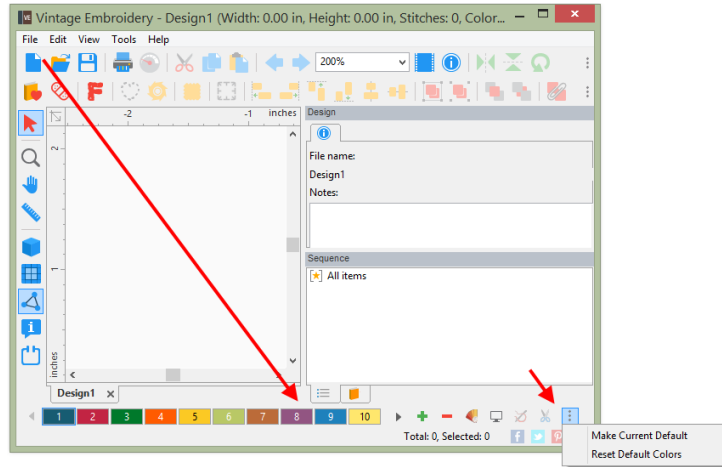 Vintage Embroidery - Design1 (Width: 0.00 in, Height: 0.00 in, Stitches: 0, Color...
File Edit View Tools Help
200%
-2 -1 inches
Design
2
File name:
Design1
Notes:
Sequence
All items
1
inches
Design1 x
1 2 3 4 5 6 7 8 9 10
Total: 0, Selected: 0
Make Current Default
Reset Default Colors